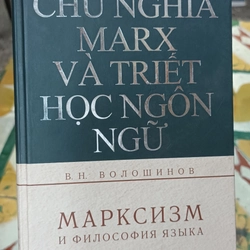 CHỦ NGHĨA
MARX
VÀ TRIẾT
HỌC NGÔN
NGỮ
В. Н. ВОЛОШИНОВ
МАРКСИЗМ
И ФИЛОСОФИЯ ЯЗЫКА